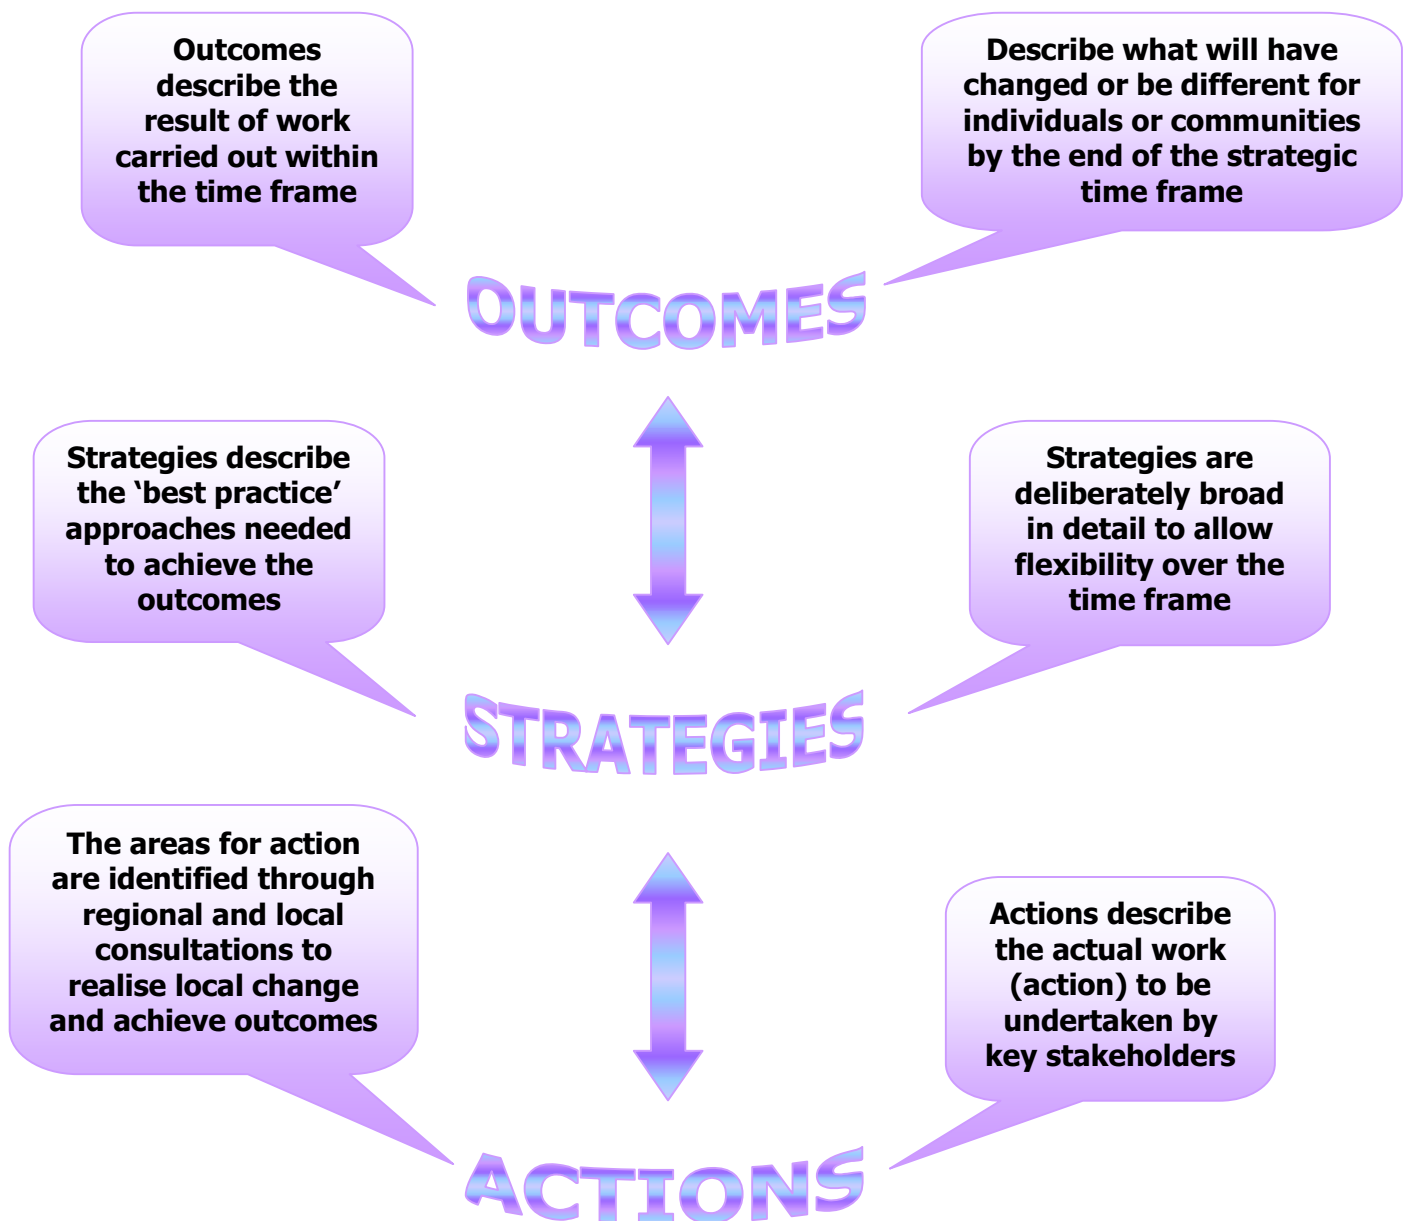 Outcomes
describe the
result of work
carried out within
the time frame
Describe what will have
changed or be different for
individuals or communities
by the end of the strategic
time frame
OUTCOMES
Strategies describe
the ‘best practice’
approaches needed
to achieve the
outcomes
Strategies are
deliberately broad
in detail to allow
flexibility over the
time frame
STRATEGIES
The areas for action
are identified through
regional and local
consultations to
realise local change
and achieve outcomes
Actions describe
the actual work
(action) to be
undertaken by
key stakeholders
ACTIONS